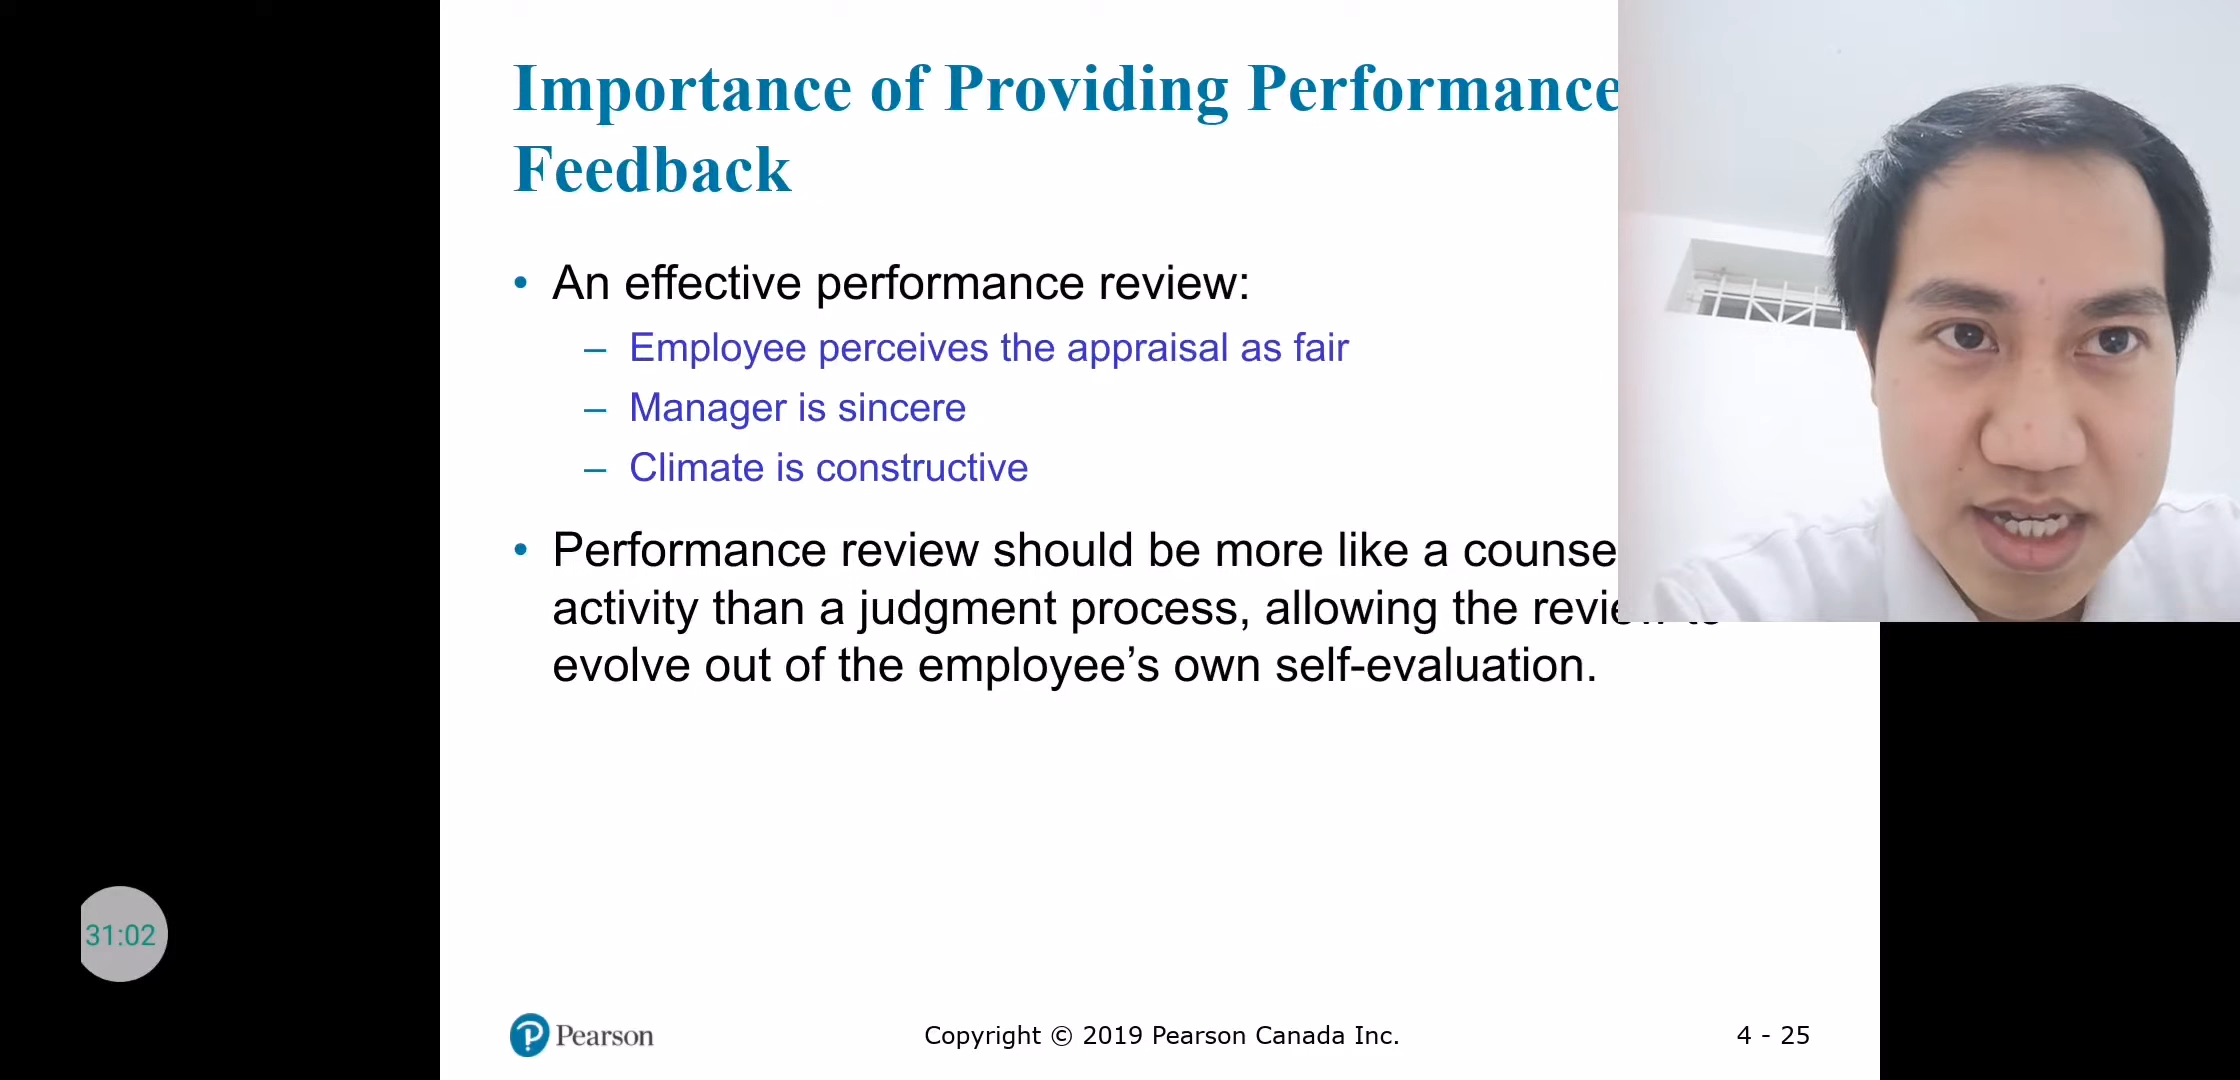 Importance of Providing Performance
Feedback
• An effective performance review:
– Employee perceives the appraisal as fair
– Manager is sincere
– Climate is constructive
• Performance review should be more like a
activity than a judgment process, allowing the
evolve out of the employee’s own self-evaluation.
31:02
Pearson
Copyright © 2019 Pearson Canada Inc.
4 - 25